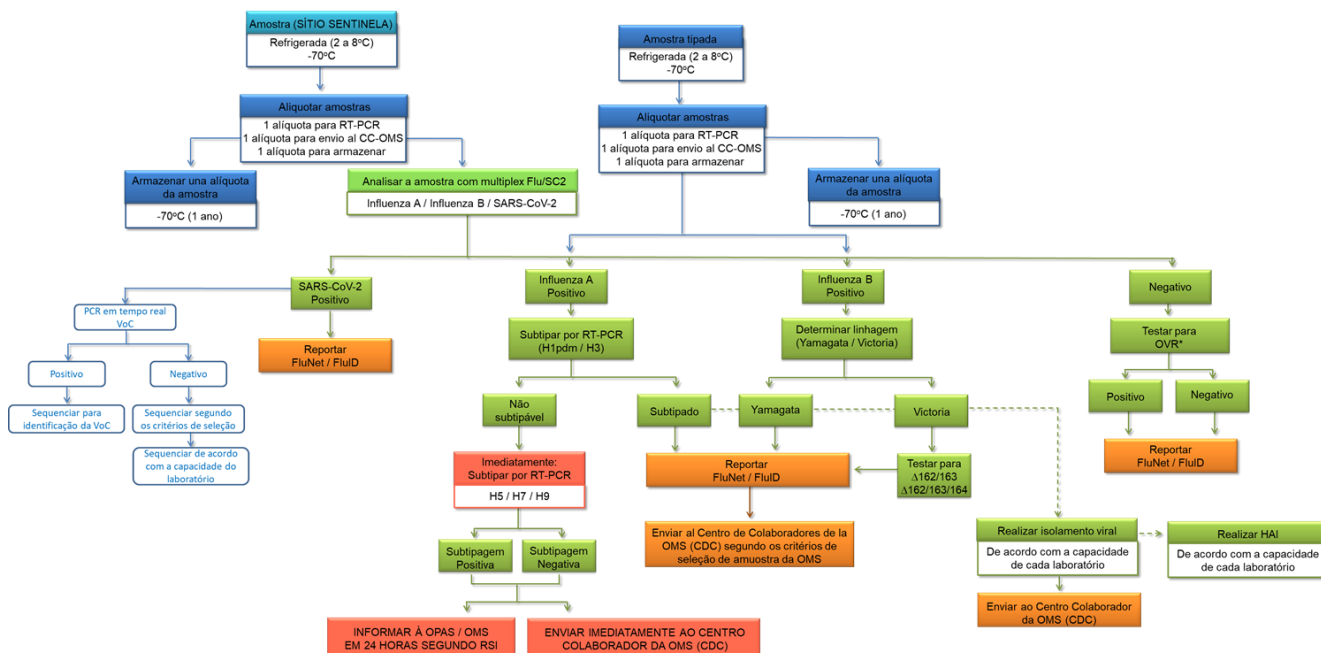 Amostra (SÍTIO SENTINELA)
Refrigerada (2 a 8ºC)
-70ºC
Amostra tipada
Refrigerada (2 a 8ºC)
-70ºC
Aliquotar amostras
1 alíquota para RT-PCR
1 alíquota para envio al CC-OMS
1 alíquota para armazenar
Aliquotar amostras
1 alíquota para RT-PCR
1 alíquota para envio al CC-OMS
1 alíquota para armazenar
Armazenar una alíquota
da amostra
-70ºC (1 ano)
Analisar a amostra com multiplex Flu/SC2
Influenza A / Influenza B / SARS-CoV-2
Armazenar una alíquota
da amostra
-70ºC (1 ano)
SARS-CoV-2
Positivo
Influenza A
Positivo
Influenza B
Positivo
Negativo
PCR em tempo real
VoC
Reportar
FluNet / FluID
Subtipar por RT-PCR
(H1pdm / H3)
Determinar linhagem
(Yamagata / Victoria)
Testar para
OVR*
Positivo
Negativo
Sequenciar para
identificação da VoC
Sequenciar segundo
os critérios de seleção
Sequenciar de acordo
com a capacidade do
laboratório
Não
subtipável
Subtipado
Yamagata
Victoria
Positivo
Negativo
Imediatamente:
Subtipar por RT-PCR
H5 / H7 / H9
Reportar
FluNet / FluID
Testar para
Δ162/163
Δ162/163/164
Reportar
FluNet / FluID
Subtipagem
Positiva
Subtipagem
Negativa
Enviar al Centro de Colaboradores de la
OMS (CDC) segundo os critérios de
seleção de amuostra da OMS
Realizar isolamento viral
De acordo com a capacidade
de cada laboratório
Realizar HAI
De acordo com a capacidade
de cada laboratório
Enviar ao Centro Colaborador
da OMS (CDC)
INFORMAR À OPAS / OMS
EM 24 HORAS SEGUNDO RSI
ENVIAR IMEDIATAMENTE AO CENTRO
COLABORADOR DA OMS (CDC)